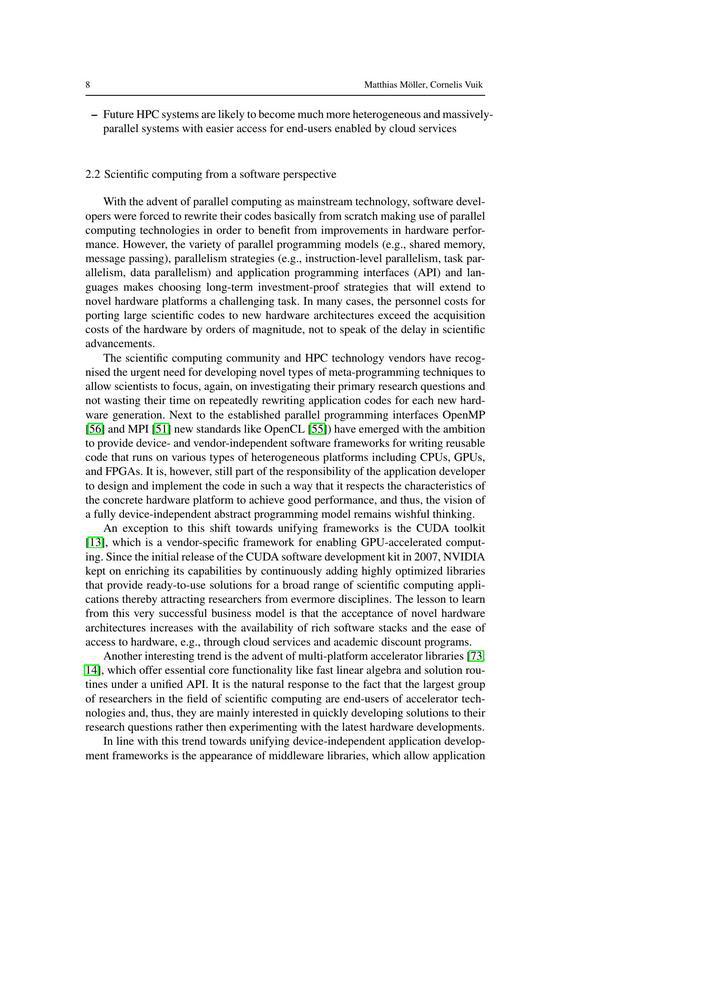 8 Matthias Möller, Cornelis Vuik
– Future HPC systems are likely to become much more heterogeneous and massively-
parallel systems with easier access for end-users enabled by cloud services
2.2 Scientific computing from a software perspective
With the advent of parallel computing as mainstream technology, software devel-
opers were forced to rewrite their codes basically from scratch making use of parallel
computing technologies in order to benefit from improvements in hardware perfor-
mance. However, the variety of parallel programming models (e.g., shared memory,
message passing), parallelism strategies (e.g., instruction-level parallelism, task par-
allelism, data parallelism) and application programming interfaces (API) and lan-
guages makes choosing long-term investment-proof strategies that will extend to
novel hardware platforms a challenging task. In many cases, the personnel costs for
porting large scientific codes to new hardware architectures exceed the acquisition
costs of the hardware by orders of magnitude, not to speak of the delay in scientific
advancements.
The scientific computing community and HPC technology vendors have recog-
nised the urgent need for developing novel types of meta-programming techniques to
allow scientists to focus, again, on investigating their primary research questions and
not wasting their time on repeatedly rewriting application codes for each new hard-
ware generation. Next to the established parallel programming interfaces OpenMP
[56] and MPI [51] new standards like OpenCL [55]) have emerged with the ambition
to provide device- and vendor-independent software frameworks for writing reusable
code that runs on various types of heterogeneous platforms including CPUs, GPUs,
and FPGAs. It is, however, still part of the responsibility of the application developer
to design and implement the code in such a way that it respects the characteristics of
the concrete hardware platform to achieve good performance, and thus, the vision of
a fully device-independent abstract programming model remains wishful thinking.
An exception to this shift towards unifying frameworks is the CUDA toolkit
[13], which is a vendor-specific framework for enabling GPU-accelerated comput-
ing. Since the initial release of the CUDA software development kit in 2007, NVIDIA
kept on enriching its capabilities by continuously adding highly optimized libraries
that provide ready-to-use solutions for a broad range of scientific computing appli-
cations thereby attracting researchers from evermore disciplines. The lesson to learn
from this very successful business model is that the acceptance of novel hardware
architectures increases with the availability of rich software stacks and the ease of
access to hardware, e.g., through cloud services and academic discount programs.
Another interesting trend is the advent of multi-platform accelerator libraries [73,
14], which offer essential core functionality like fast linear algebra and solution rou-
tines under a unified API. It is the natural response to the fact that the largest group
of researchers in the field of scientific computing are end-users of accelerator tech-
nologies and, thus, they are mainly interested in quickly developing solutions to their
research questions rather then experimenting with the latest hardware developments.
In line with this trend towards unifying device-independent application develop-
ment frameworks is the appearance of middleware libraries, which allow application